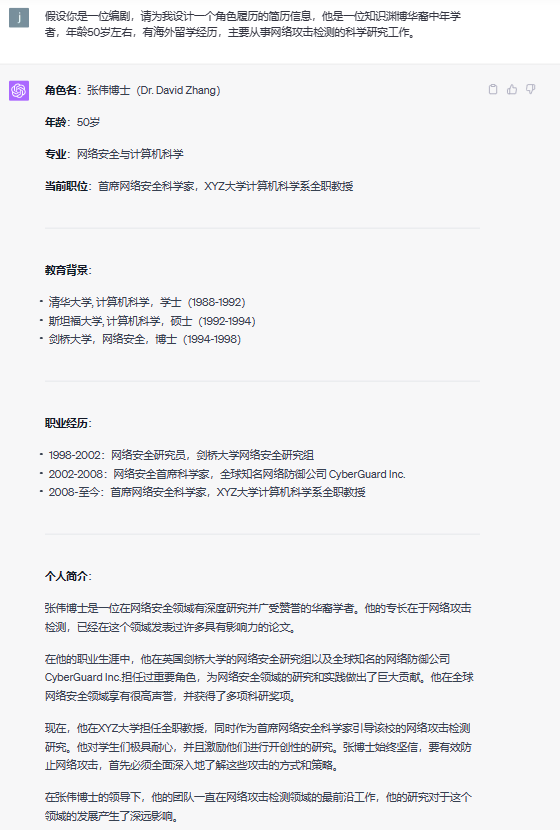 j
假设你是一位编剧，请为我设计一个角色履历的简历信息，他是一位知识渊博华裔中年学
者，年龄50岁左右，有海外留学经历，主要从事网络攻击检测的科学研究工作。
角色名：张伟博士（Dr. David Zhang）
年龄：50岁
专业：网络安全与计算机科学
当前职位：首席网络安全科学家，XYZ大学计算机科学系全职教授
教育背景：
• 清华大学, 计算机科学，学士（1988-1992）
• 斯坦福大学, 计算机科学，硕士（1992-1994）
• 剑桥大学，网络安全，博士（1994-1998）
职业经历：
• 1998-2002：网络安全研究员，剑桥大学网络安全研究组
• 2002-2008：网络安全首席科学家，全球知名网络防御公司 CyberGuard Inc.
• 2008-至今：首席网络安全科学家，XYZ大学计算机科学系全职教授
个人简介：
张伟博士是一位在网络安全领域有深度研究并广受赞誉的华裔学者。他的专长在于网络攻击
检测，已经在这个领域发表过许多具有影响力的论文。
在他的职业生涯中，他在英国剑桥大学的网络安全研究组以及全球知名的网络防御公司
CyberGuard Inc.担任过重要角色，为网络安全领域的研究和实践做出了巨大贡献。他在全球
网络安全领域享有很高声誉，并获得了多项科研奖项。
现在，他在XYZ大学担任全职教授，同时作为首席网络安全科学家引导该校的网络攻击检测
研究。他对学生们极具耐心，并且激励他们进行开创性的研究。张博士始终坚信，要有效防
止网络攻击，首先必须全面深入地了解这些攻击的方式和策略。
在张伟博士的领导下，他的团队一直在网络攻击检测领域的最前沿工作，他的研究对于这个
领域的发展产生了深远影响。